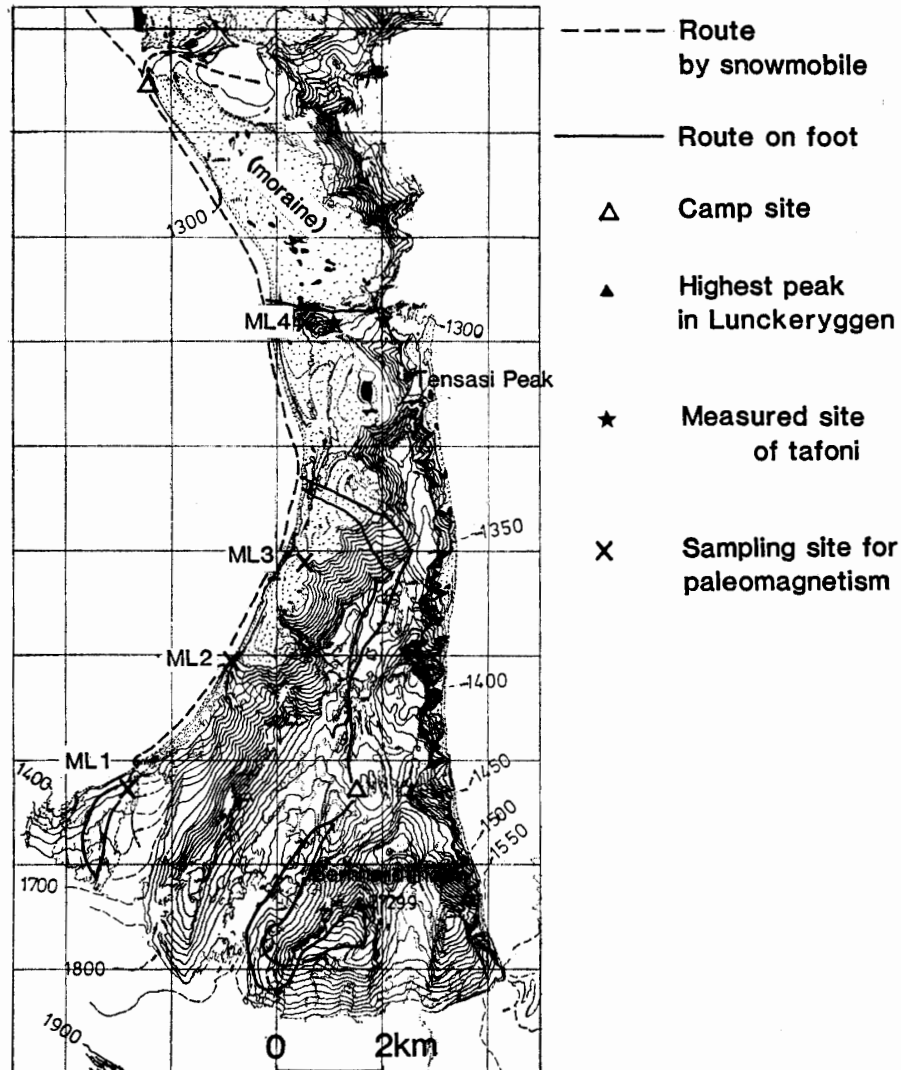 Route
by snowmobile
Route on foot
Camp site
Highest peak
in Lunckeryggen
Measured site
of tafoni
Sampling site for
paleomagnetism
(moraine)
1300
ML4
1300
Tensasi Peak
1350
ML3
ML2
1400
ML1
1400
1450
1500
1550
1700
1800
1900
0 2km